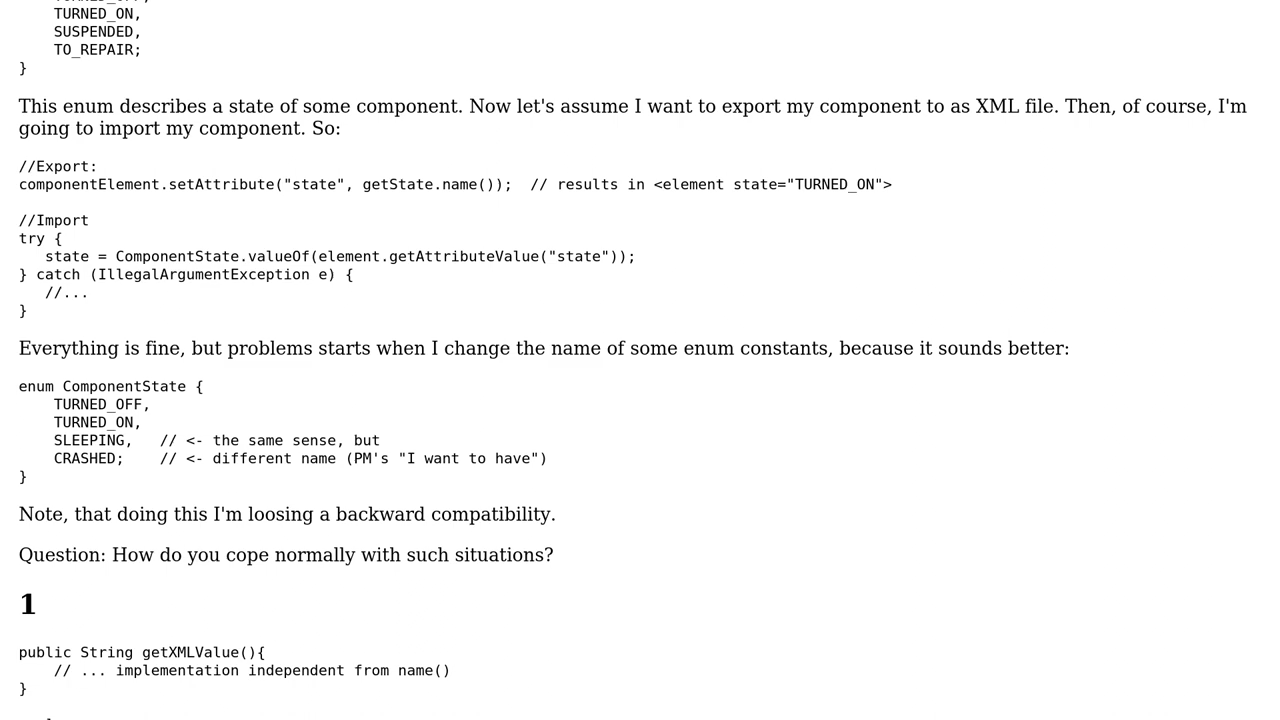 TURNED_OFF,
    TURNED_ON,
    SUSPENDED,
    TO_REPAIR;
}
This enum describes a state of some component. Now let's assume I want to export my component to as XML file. Then, of course, I'm
going to import my component. So:
//Export:
componentElement.setAttribute("state", getState.name());  // results in <element state="TURNED_ON">
//Import
try {
   state = ComponentState.valueOf(element.getAttributeValue("state"));
} catch (IllegalArgumentException e) {
   //...
}
Everything is fine, but problems starts when I change the name of some enum constants, because it sounds better:
enum ComponentState {
    TURNED_OFF,
    TURNED_ON,
    SLEEPING,   // <- the same sense, but
    CRASHED;    // <- different name (PM's "I want to have")
}
Note, that doing this I'm loosing a backward compatibility.
Question: How do you cope normally with such situations?
1
public String getXMLValue(){
    // ... implementation independent from name()
}